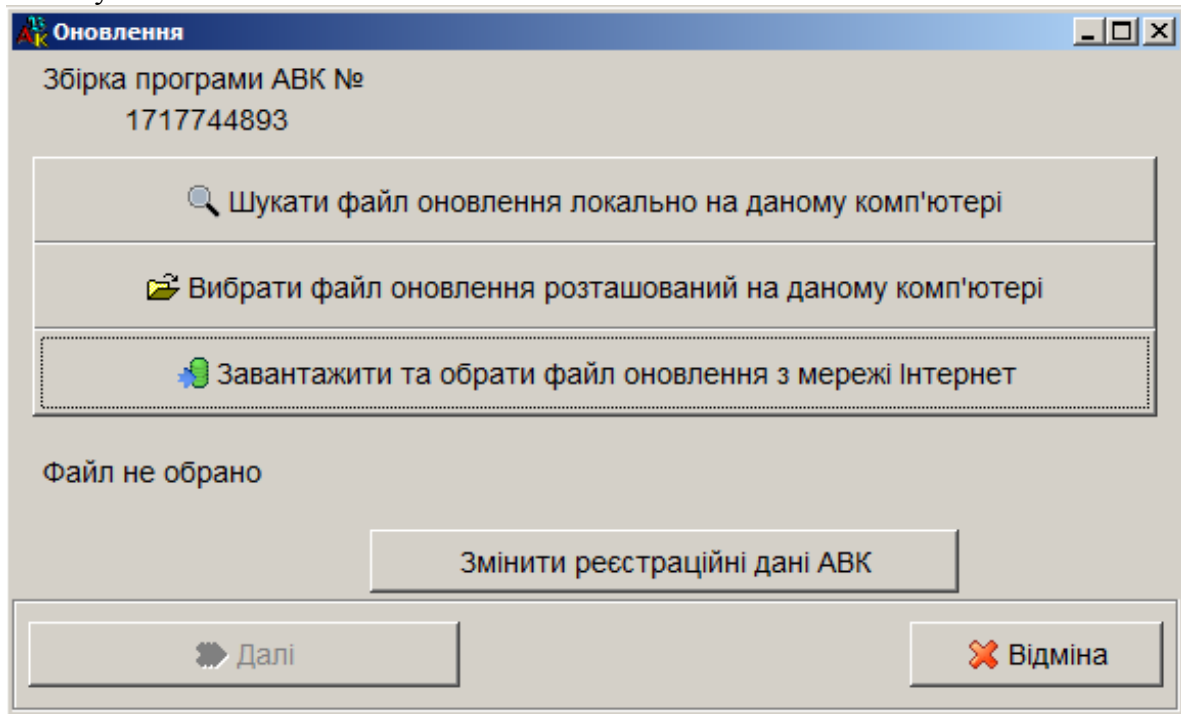 Оновлення
Збірка програми АВК №
1717744893
Шукати файл оновлення локально на даному комп'ютері
Вибрати файл оновлення розташований на даному комп'ютері
Завантажити та обрати файл оновлення з мережі Інтернет
Файл не обрано
Змінити реєстраційні дані АВК
Далі
Відміна